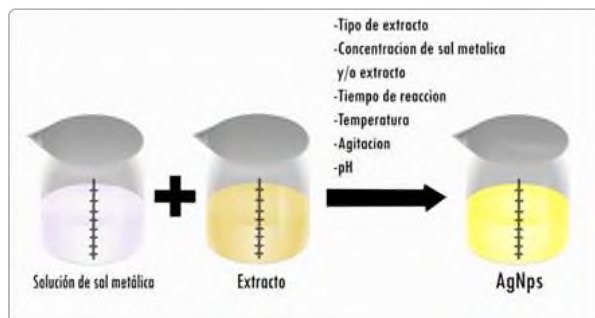 -Tipo de extracto
-Concentracion de sal metalica
y/o extracto
-Tiempo de reaccion
-Temperatura
-Agitacion
-pH
Solución de sal metálica
Extracto
AgNps